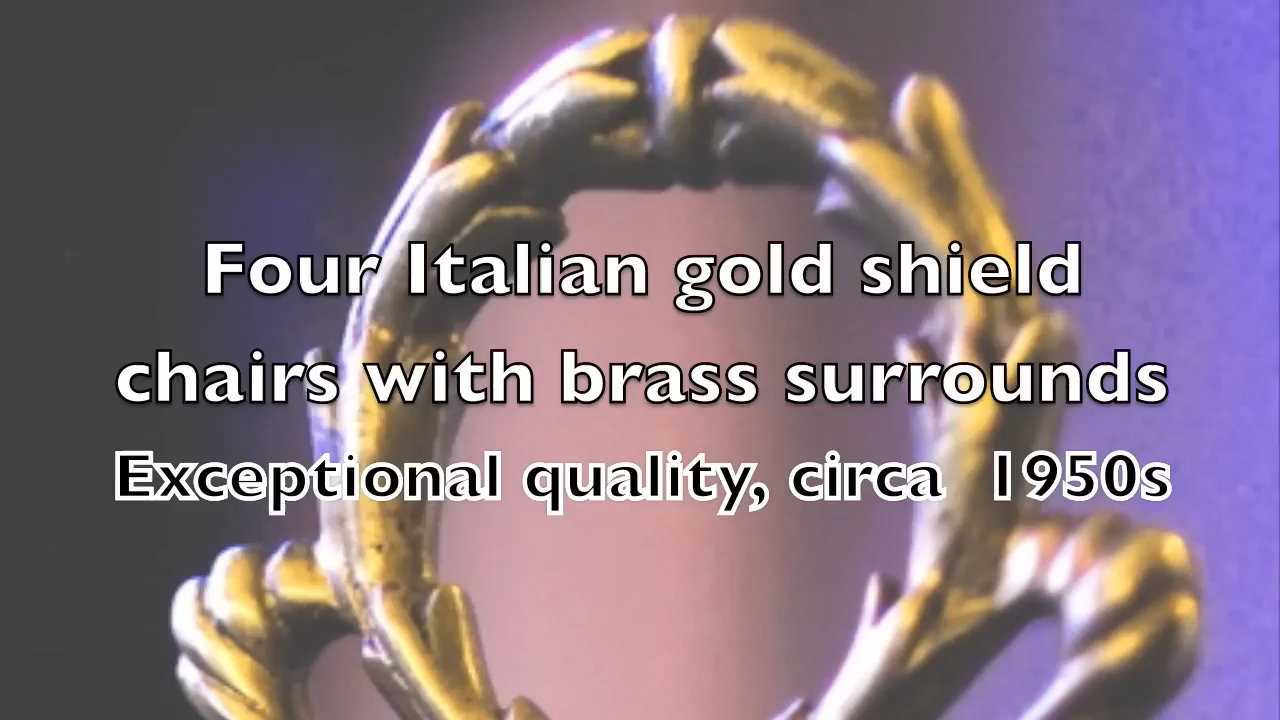 Four Italian gold shield
chairs with brass surrounds
Exceptional quality, circa 1950s